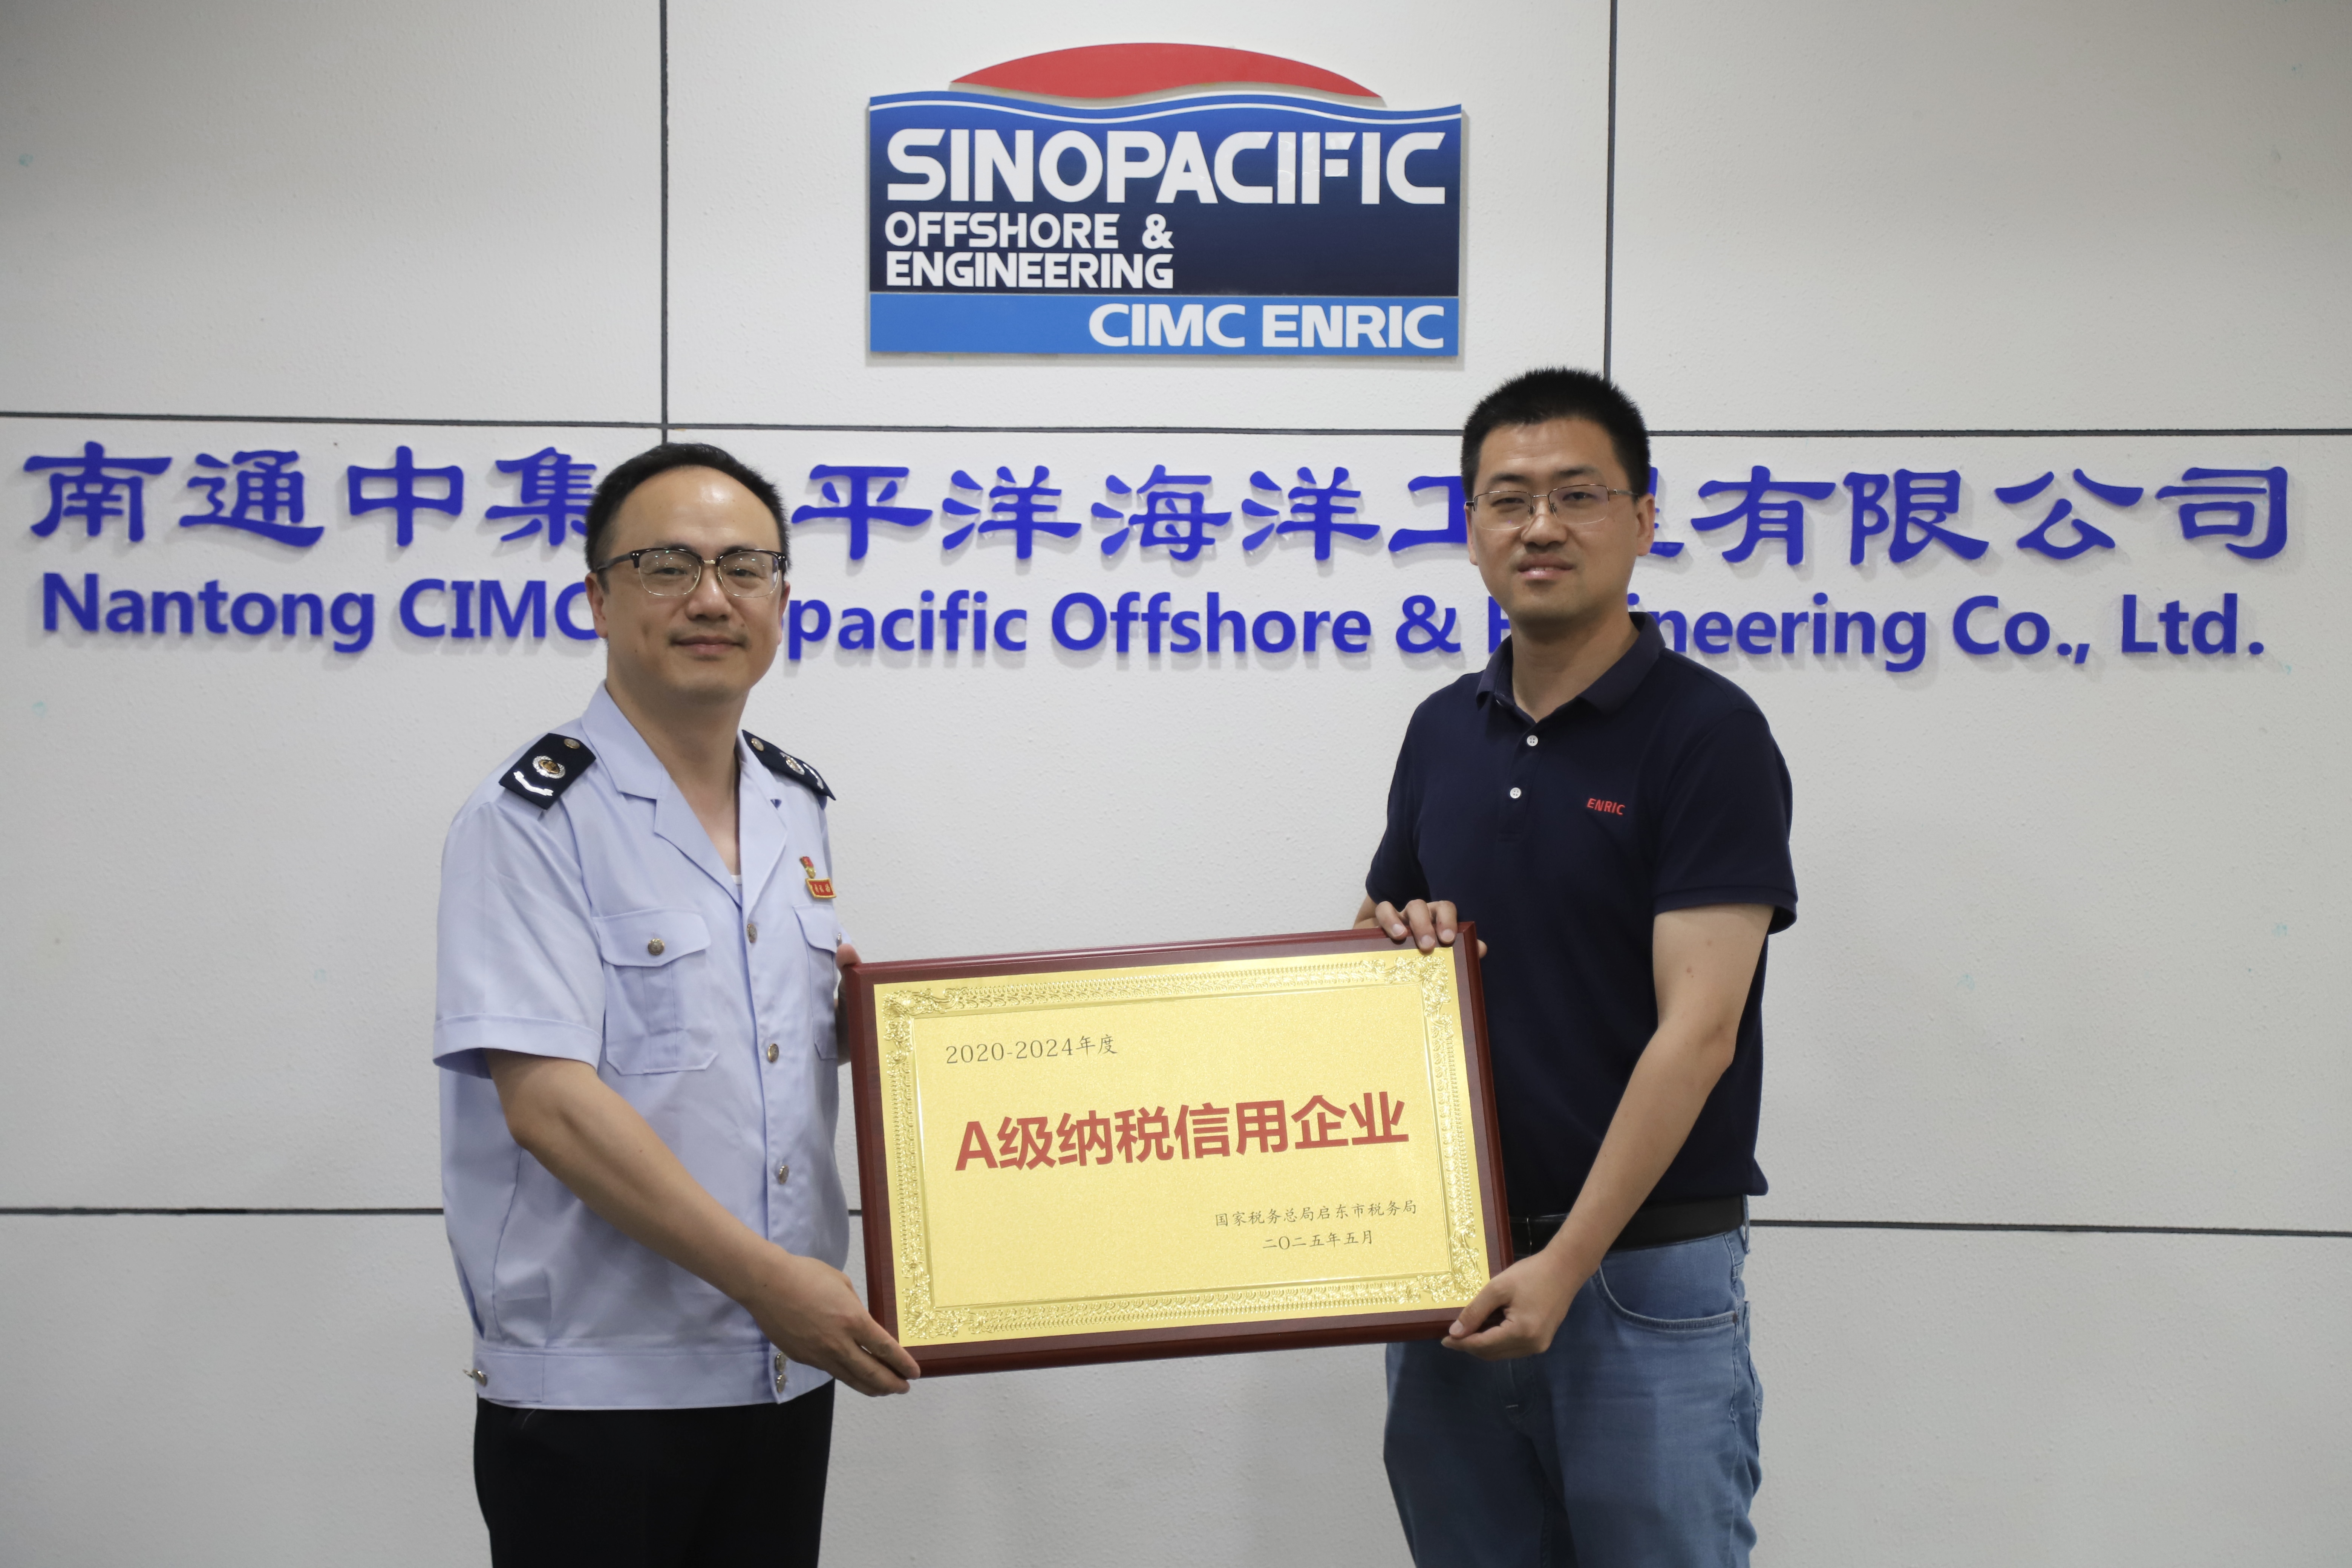 SINOPACIFIC
OFFSHORE &
ENGINEERING
CIMC ENRIC
南通中集 平洋海洋工 有限公司
Nantong CIMC pacific Offshore & neering Co., Ltd.
ENRIC
2020-2024年度
A级纳税信用企业
国家税务总局启东市税务局
二〇二五年五月